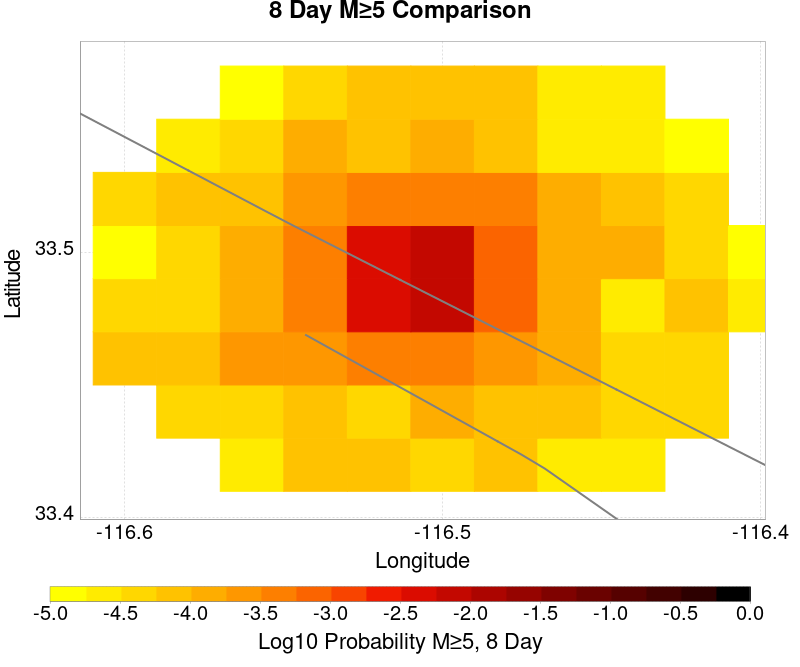 8 Day M≥5 Comparison
Latitude
33.5
33.4
-116.6 -116.5 -116.4
Longitude
-5.0 -4.5 -4.0 -3.5 -3.0 -2.5 -2.0 -1.5 -1.0 -0.5 0.0
Log10 Probability M≥5, 8 Day